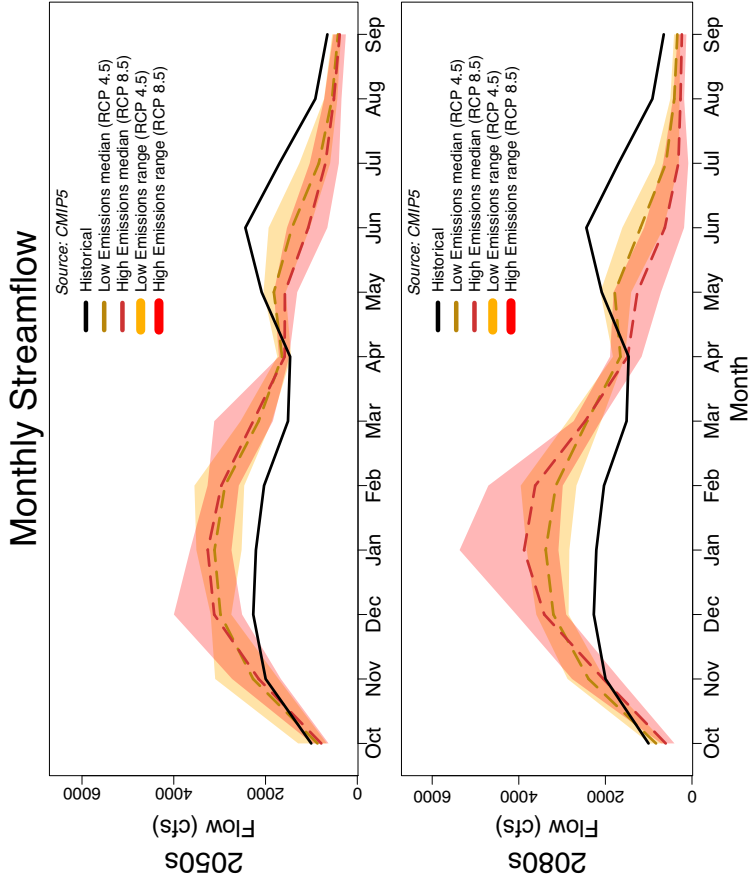 Monthly Streamflow
2050s
Flow (cfs)
6000
4000
2000
0
Source: CMIP5
Historical
Low Emissions median (RCP 4.5)
High Emissions median (RCP 8.5)
Low Emissions range (RCP 4.5)
High Emissions range (RCP 8.5)
Oct Nov Dec Jan Feb Mar Apr May Jun Jul Aug Sep
2080s
Flow (cfs)
6000
4000
2000
0
Source: CMIP5
Historical
Low Emissions median (RCP 4.5)
High Emissions median (RCP 8.5)
Low Emissions range (RCP 4.5)
High Emissions range (RCP 8.5)
Oct Nov Dec Jan Feb Mar Apr May Jun Jul Aug Sep
Month